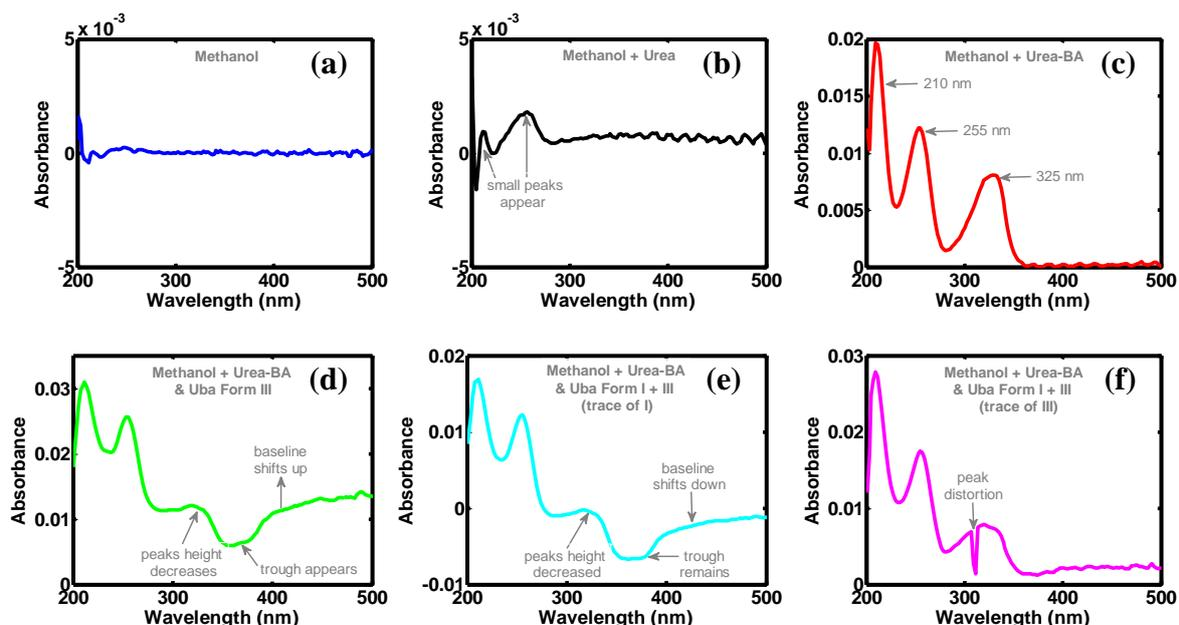 5 x 10⁻³
Methanol
(a)
0
-5
200
300
400
500
Absorbance
Wavelength (nm)
5 x 10⁻³
Methanol + Urea
(b)
0
small peaks
appear
-5
200
300
400
500
Absorbance
Wavelength (nm)
0.02
Methanol + Urea-BA
(c)
210 nm
0.015
255 nm
0.01
325 nm
0.005
0
200
300
400
500
Absorbance
Wavelength (nm)
Methanol + Urea-BA
& Uba Form III
(d)
0.03
0.02
baseline
shifts up
0.01
peaks height
decreases
trough appears
0
200
300
400
500
Absorbance
Wavelength (nm)
0.02
Methanol + Urea-BA
& Uba Form I + III
(trace of I)
(e)
0.01
baseline
shifts down
0
peaks height
decreased
trough
remains
-0.01
200
300
400
500
Absorbance
Wavelength (nm)
0.03
Methanol + Urea-BA
& Uba Form I + III
(trace of III)
(f)
0.02
peak
distortion
0.01
0
200
300
400
500
Absorbance
Wavelength (nm)